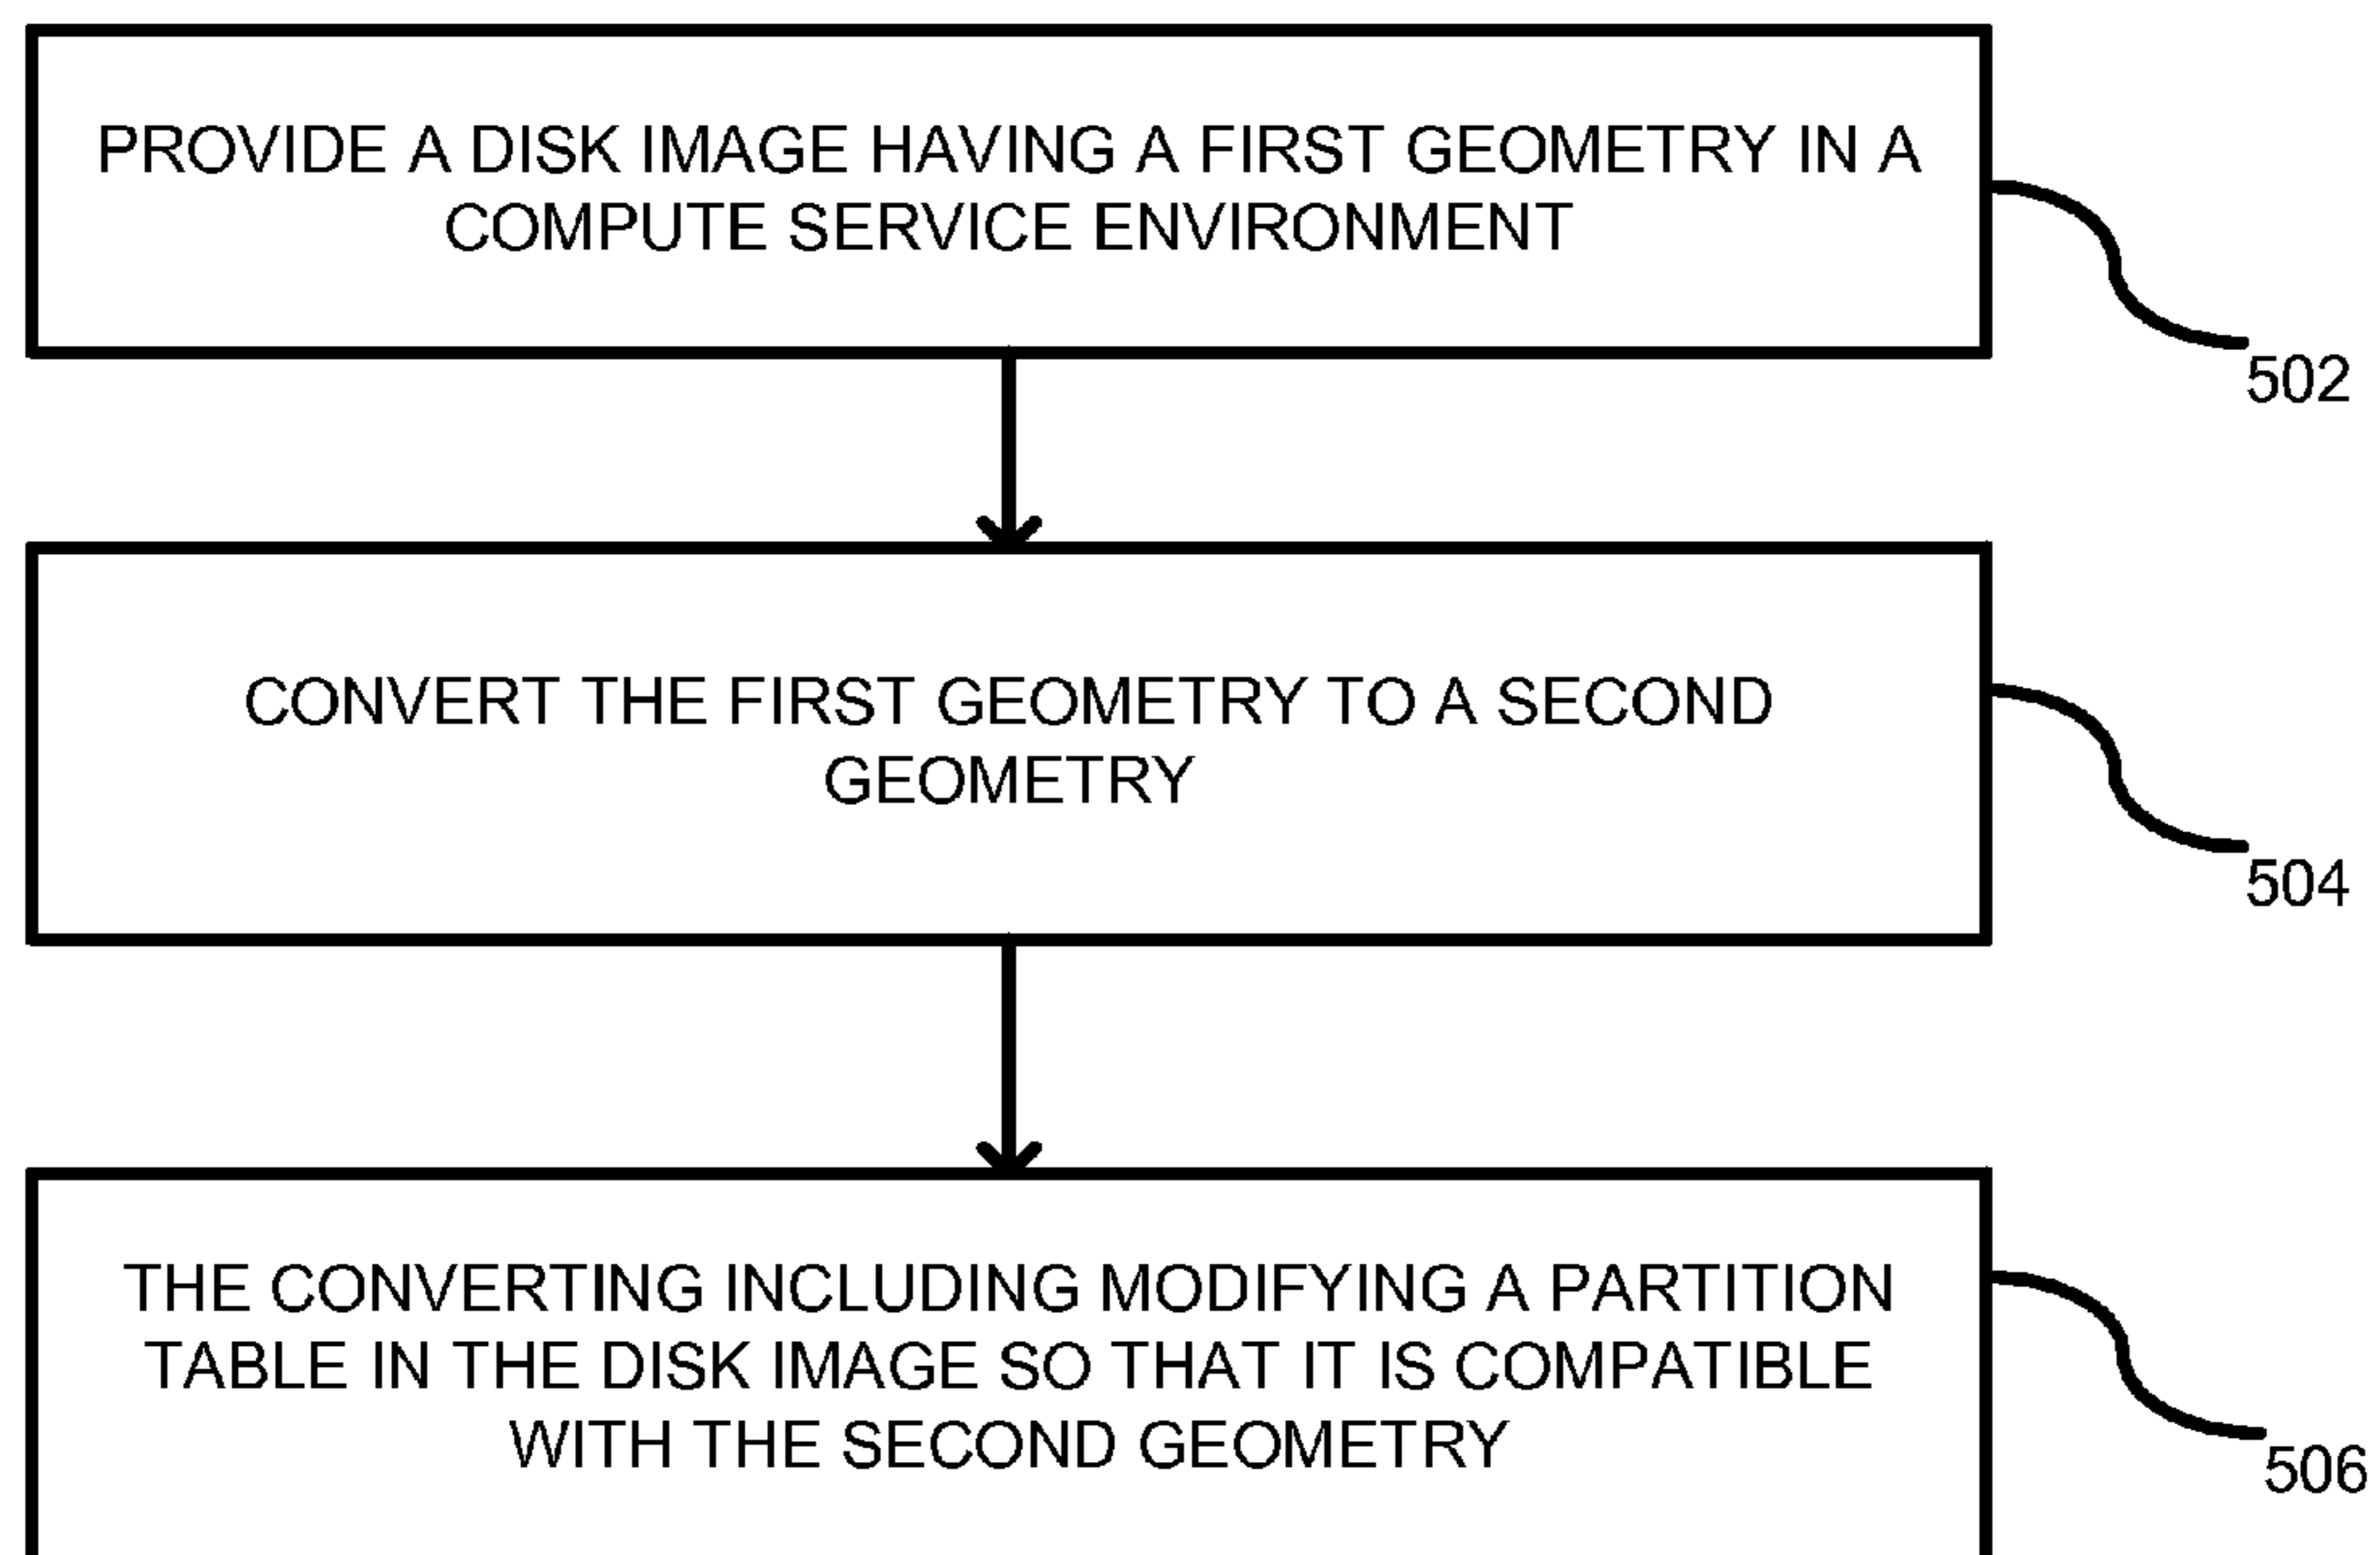 PROVIDE A DISK IMAGE HAVING A FIRST GEOMETRY IN A
COMPUTE SERVICE ENVIRONMENT
502
CONVERT THE FIRST GEOMETRY TO A SECOND
GEOMETRY
504
THE CONVERTING INCLUDING MODIFYING A PARTITION
TABLE IN THE DISK IMAGE SO THAT IT IS COMPATIBLE
WITH THE SECOND GEOMETRY
506